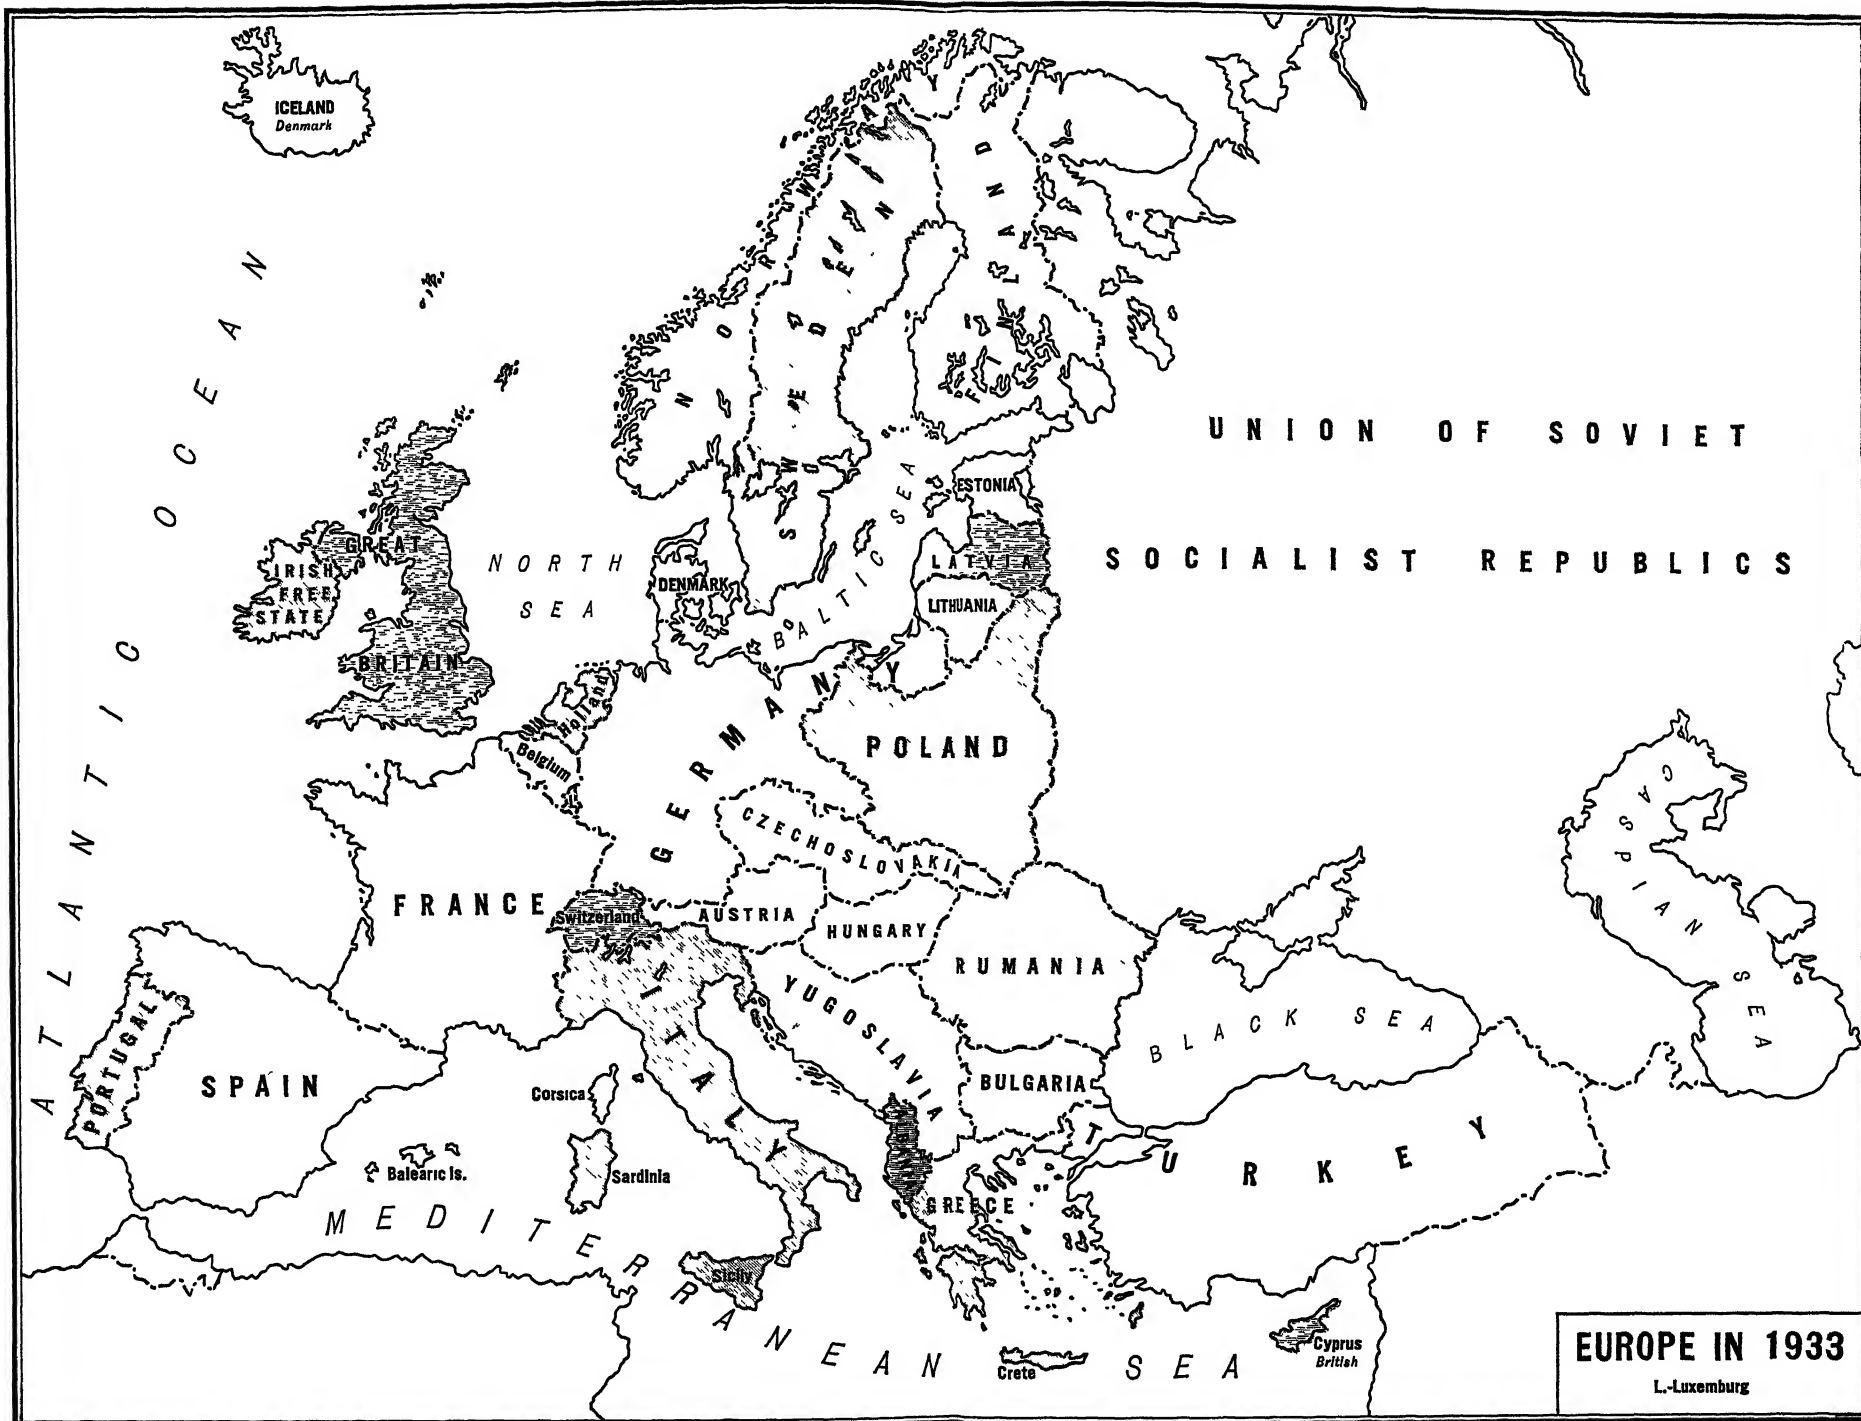 ICELAND
Denmark
ATLANTIC OCEAN
NORWAY
SWEDEN
FINLAND
UNION OF SOVIET
SOCIALIST REPUBLICS
NORTH
SEA
BALTIC SEA
ESTONIA
LATVIA
LITHUANIA
DENMARK
GREAT
BRITAIN
IRISH
FREE
STATE
Holland
Belgium
L
GERMANY
POLAND
CZECHOSLOVAKIA
FRANCE
Switzerland
AUSTRIA
HUNGARY
RUMANIA
YUGOSLAVIA
ITALY
BULGARIA
BLACK SEA
CASPIAN SEA
PORTUGAL
SPAIN
Corsica
Sardinia
Balearic Is.
Sicily
GREECE
TURKEY
MEDITERRANEAN SEA
Crete
Cyprus
British
EUROPE IN 1933
L.-Luxemburg